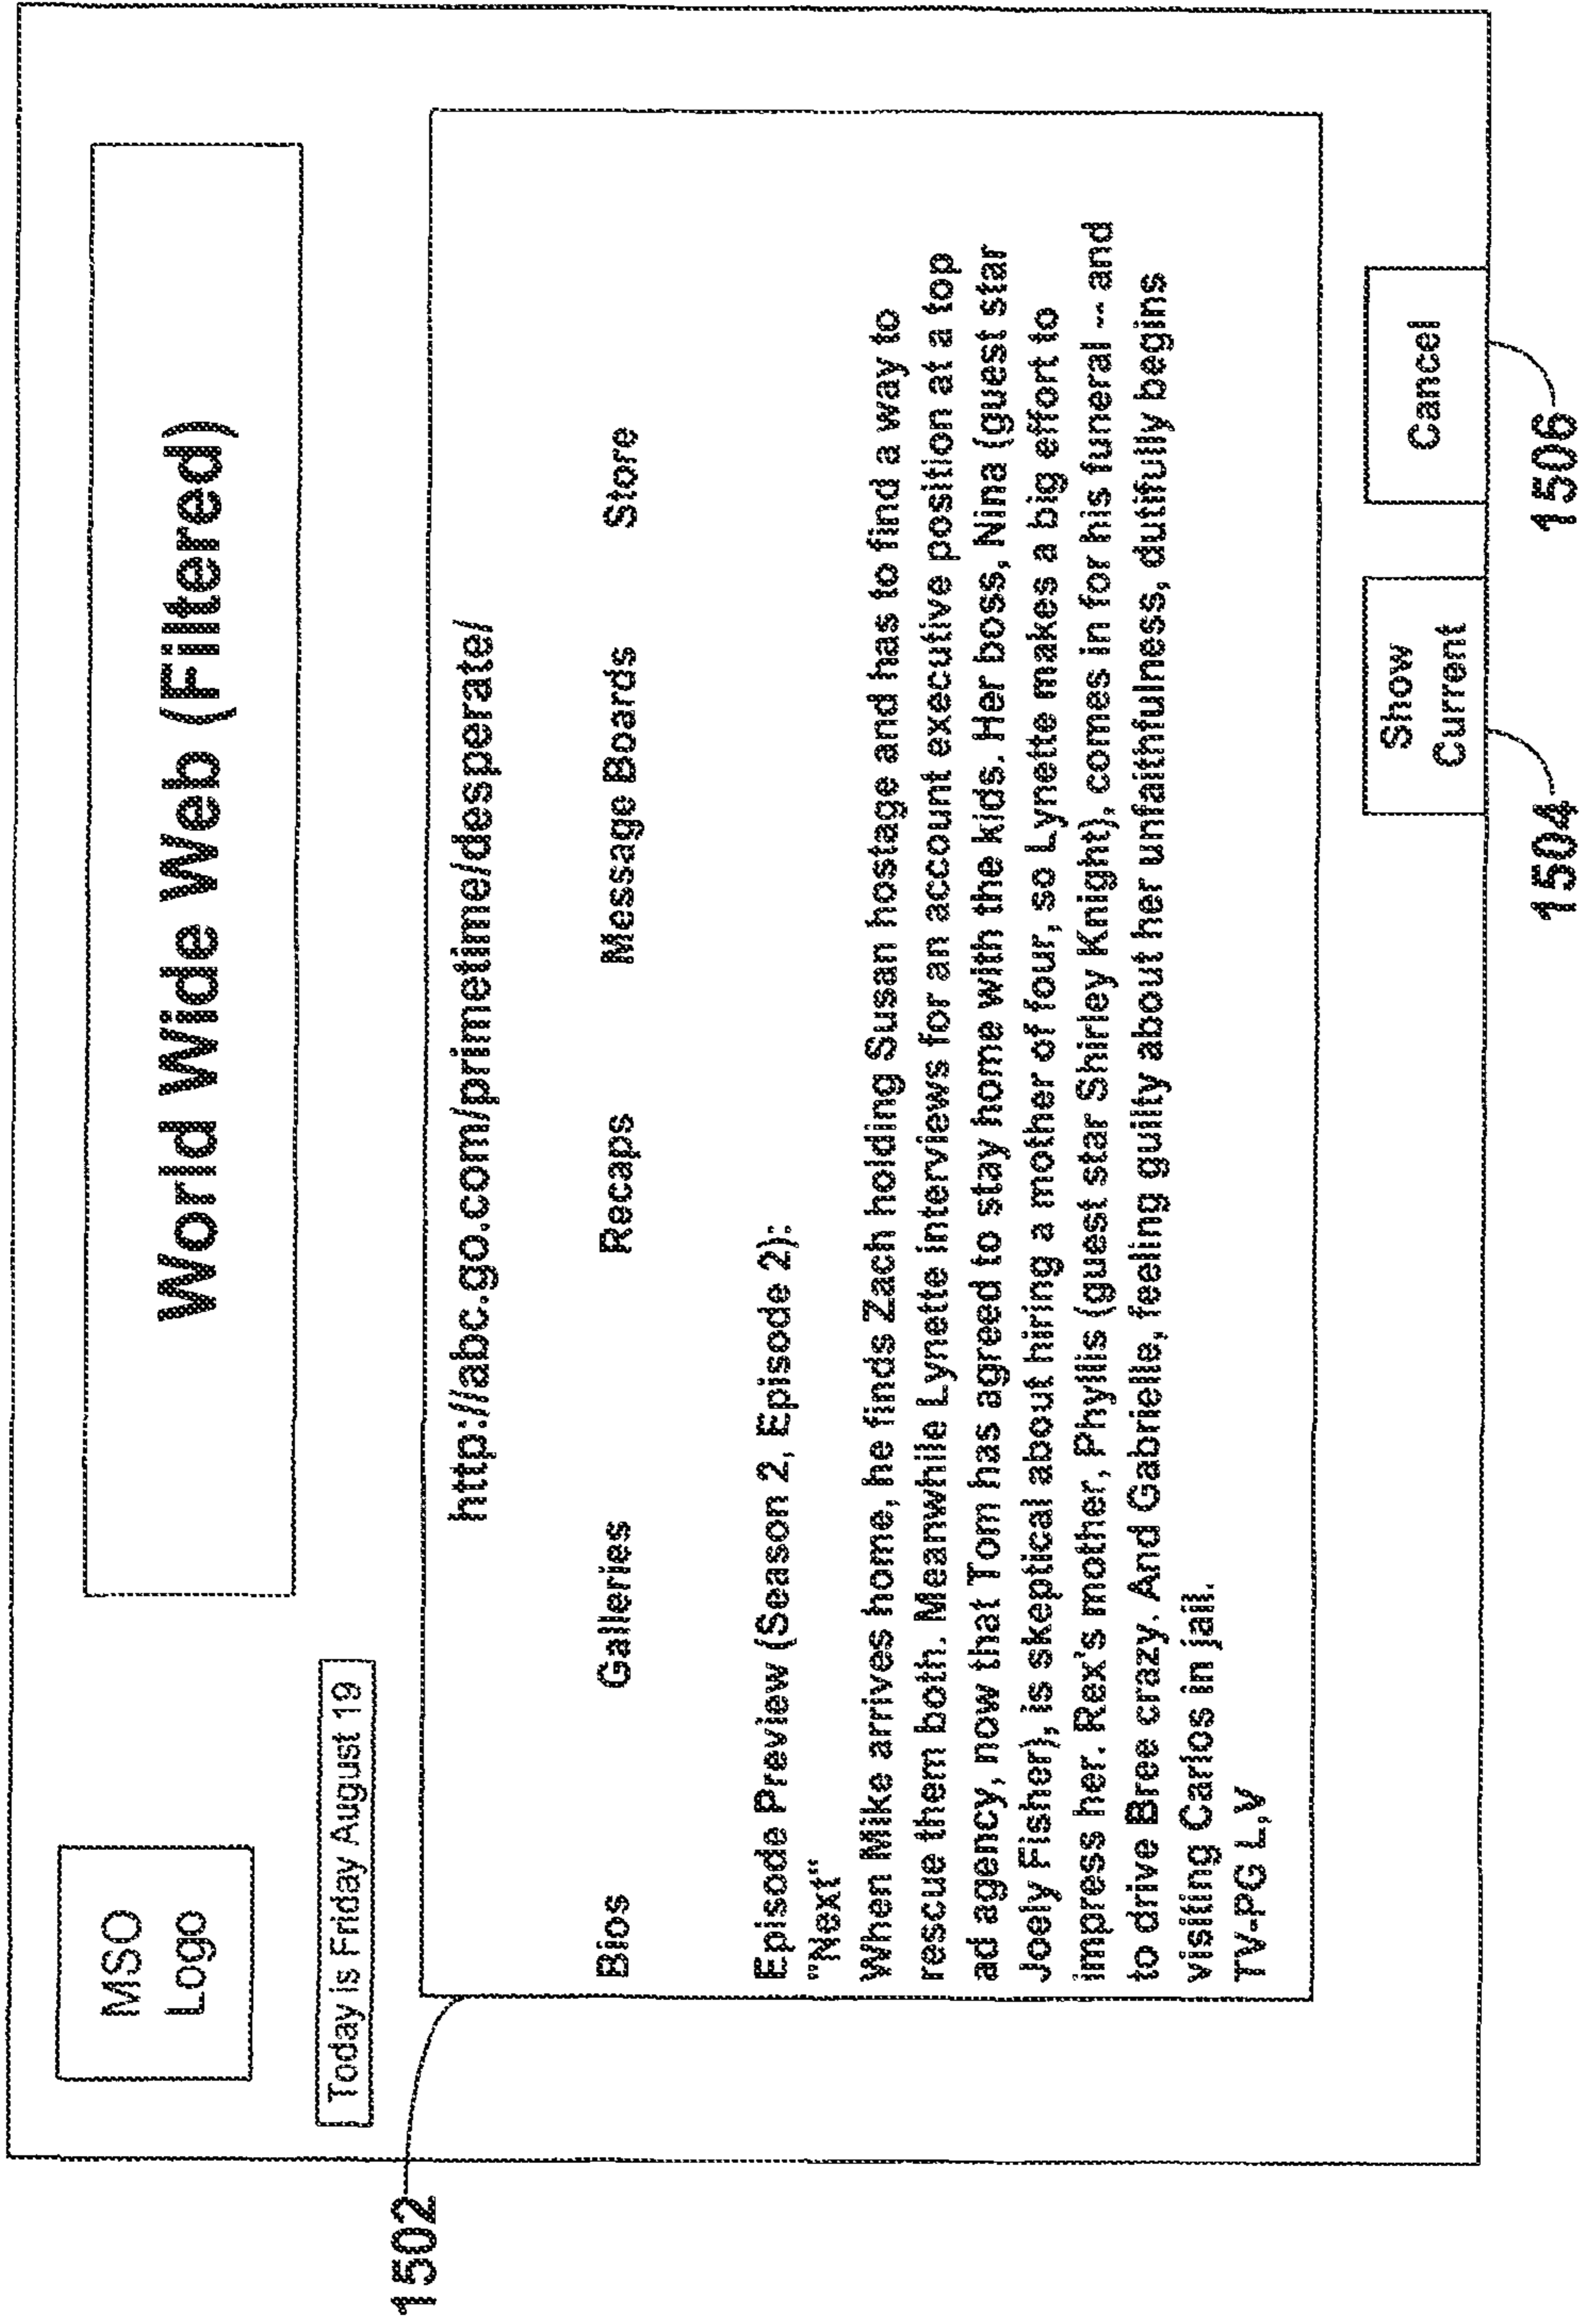 MSO
Logo
World Wide Web (Filtered)
Today is Friday August 19
1502
http://abc.go.com/primetime/desperate/
Bios Galleries Recaps Message Boards Store
Episode Preview (Season 2, Episode 2):
"Next"
When Mike arrives home, he finds Zach holding Susan hostage and has to find a way to
rescue them both. Meanwhile Lynette interviews for an account executive position at a top
ad agency, now that Tom has agreed to stay home with the kids. Her boss, Nina (guest star
Joely Fisher), is skeptical about hiring a mother of four, so Lynette makes a big effort to
impress her. Rex's mother, Phyllis (guest star Shirley Knight), comes in for his funeral -- and
to drive Bree crazy. And Gabrielle, feeling guilty about her unfaithfulness, dutifully begins
visiting Carlos in jail.
TV-PG L,V
Show
Current
Cancel
1504
1506